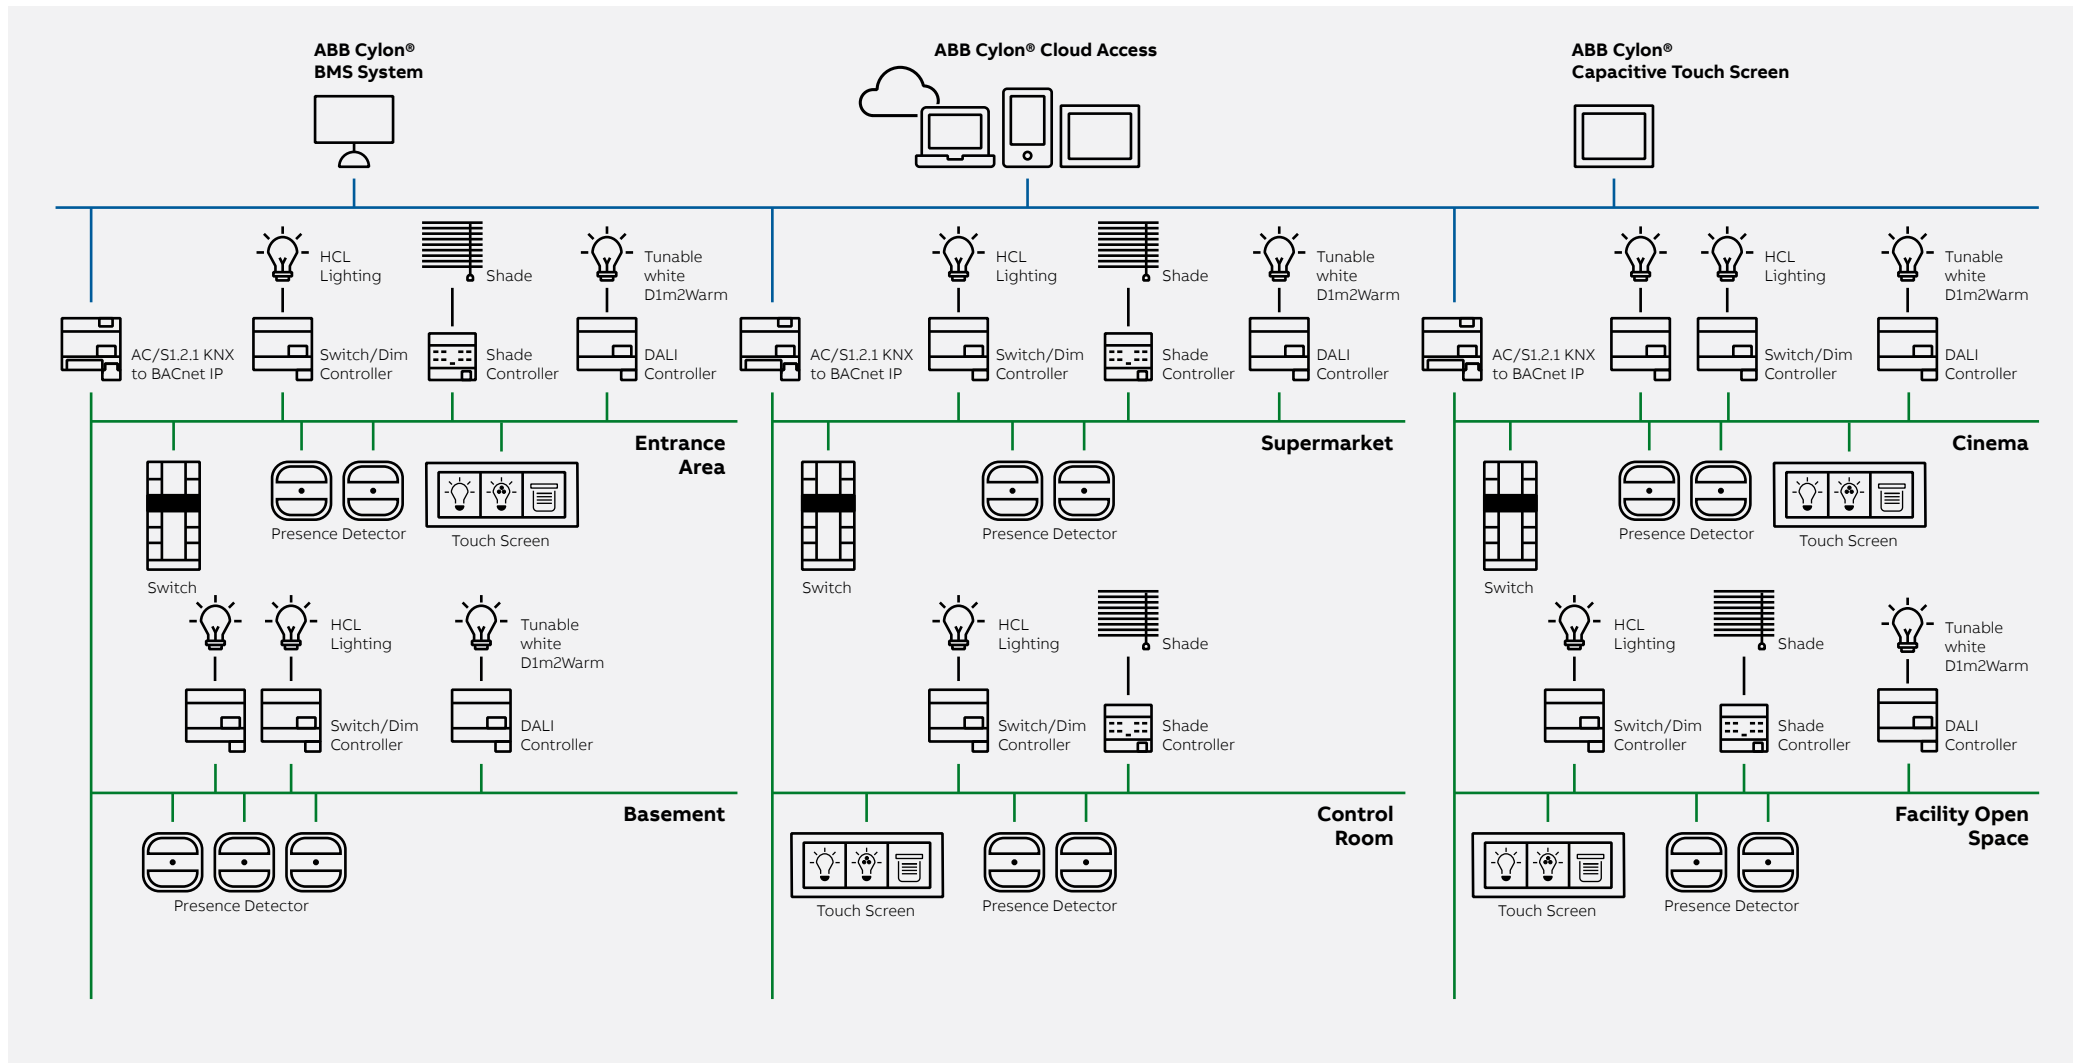 ABB Cylon®
BMS System
ABB Cylon® Cloud Access
ABB Cylon®
Capacitive Touch Screen
HCL
Lighting
Shade
Tunable
white
D1m2Warm
AC/S1.2.1 KNX
to BACnet IP
Switch/Dim
Controller
Shade
Controller
DALI
Controller
HCL
Lighting
Shade
Tunable
white
D1m2Warm
AC/S1.2.1 KNX
to BACnet IP
Switch/Dim
Controller
Shade
Controller
DALI
Controller
HCL
Lighting
Tunable
white
D1m2Warm
AC/S1.2.1 KNX
to BACnet IP
Switch/Dim
Controller
DALI
Controller
Entrance
Area
Switch
Presence Detector
Touch Screen
Supermarket
Switch
Presence Detector
Cinema
Switch
Presence Detector
Touch Screen
HCL
Lighting
Tunable
white
D1m2Warm
Switch/Dim
Controller
DALI
Controller
HCL
Lighting
Shade
Switch/Dim
Controller
Shade
Controller
HCL
Lighting
Shade
Tunable
white
D1m2Warm
Switch/Dim
Controller
Shade
Controller
DALI
Controller
Basement
Presence Detector
Control
Room
Touch Screen
Presence Detector
Facility Open
Space
Touch Screen
Presence Detector